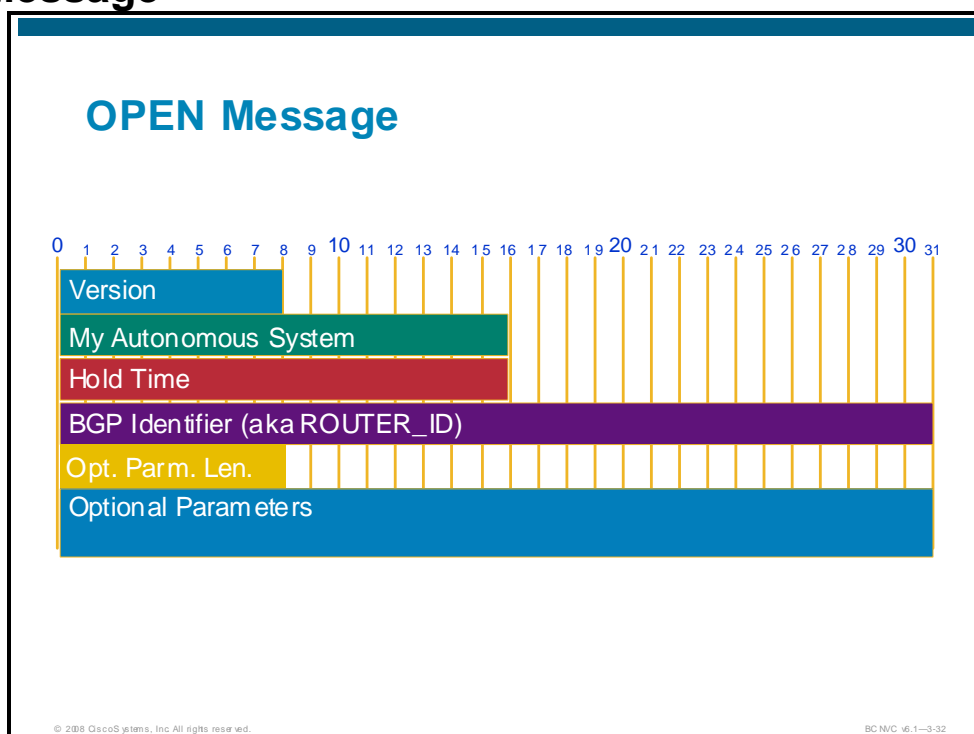 OPEN Message
0 1 2 3 4 5 6 7 8 9 10 11 12 13 14 15 16 17 18 19 20 21 22 23 24 25 26 27 28 29 30 31
Version
My Autonomous System
Hold Time
BGP Identifier (aka ROUTER_ID)
Opt. Parm. Len.
Optional Parameters
© 2008 Cisco Systems, Inc. All rights reserved.
BCNVC v6.1—3-32